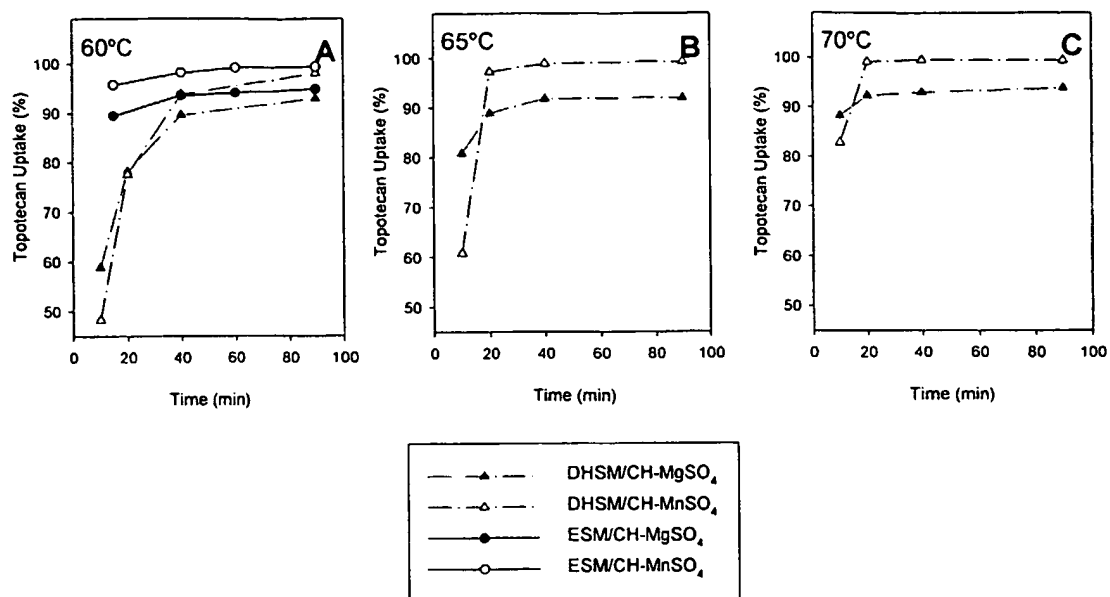 60°C
A
Topotecan Uptake (%)
100
90
80
70
60
50
0
20
40
60
80
100
Time (min)
65°C
B
Topotecan Uptake (%)
100
90
80
70
60
50
0
20
40
60
80
100
Time (min)
70°C
C
Topotecan Uptake (%)
100
90
80
70
60
50
0
20
40
60
80
100
Time (min)
DHSM/CH-MgSO₄
DHSM/CH-MnSO₄
ESM/CH-MgSO₄
ESM/CH-MnSO₄